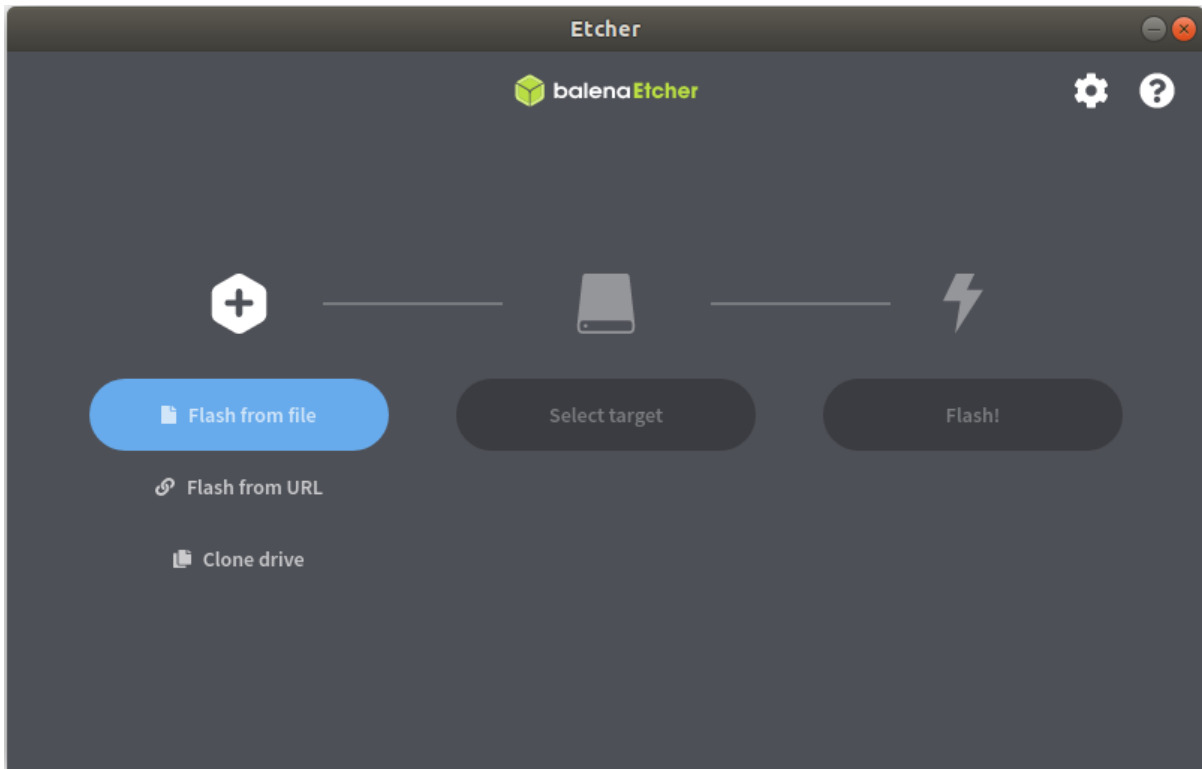 Etcher
balenaEtcher
Flash from file
Select target
Flash!
Flash from URL
Clone drive